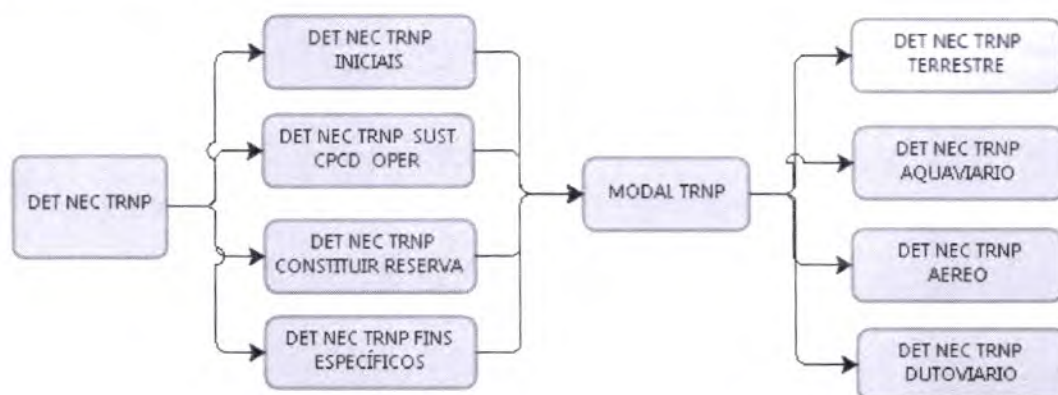 DET NEC TRNP
DET NEC TRNP
INICIAIS
DET NEC TRNP SUST
CPCD OPER
DET NEC TRNP
CONSTITUIR RESERVA
DET NEC TRNP FINS
ESPECÍFICOS
MODAL TRNP
DET NEC TRNP
TERRESTRE
DET NEC TRNP
AQUAVIARIO
DET NEC TRNP
AEREO
DET NEC TRNP
DUTOVIARIO